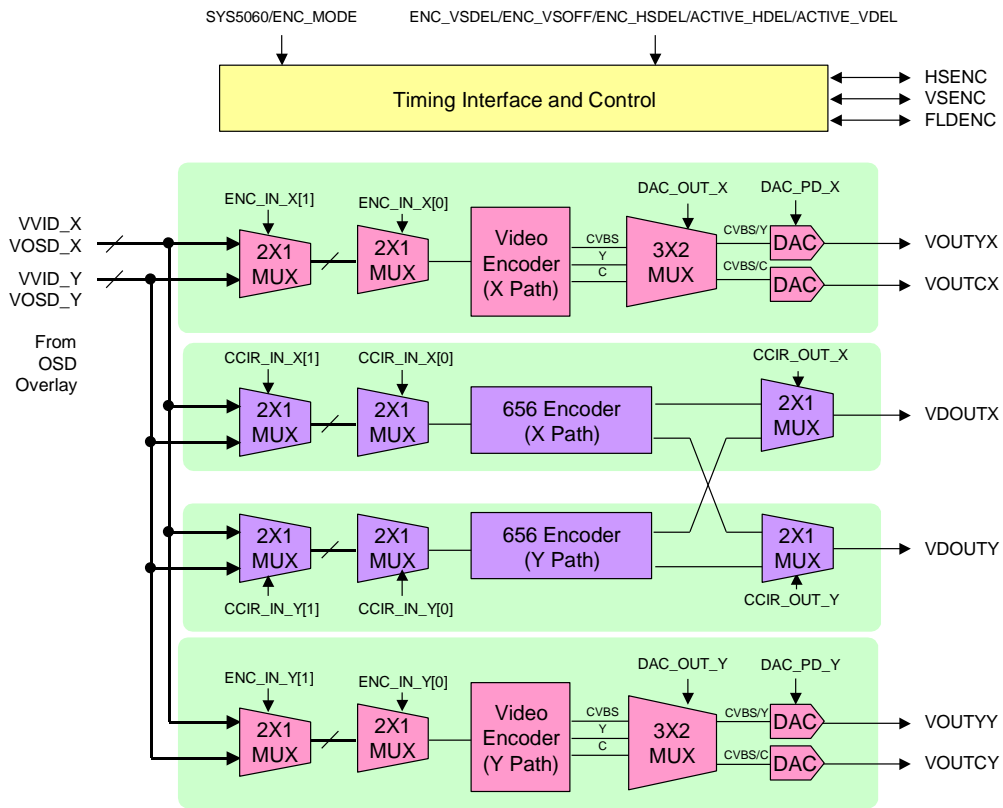 SYS5060/ENC_MODE
ENC_VSDEL/ENC_VSOFF/ENC_HSDEL/ACTIVE_HDEL/ACTIVE_VDEL
Timing Interface and Control
HSENC
VSENC
FLDENC
VVID_X
VOSD_X
VVID_Y
VOSD_Y
From
OSD
Overlay
ENC_IN_X[1]
2X1
MUX
ENC_IN_X[0]
2X1
MUX
Video
Encoder
(X Path)
CVBS
Y
C
DAC_OUT_X
3X2
MUX
CVBS/Y
CVBS/C
DAC_PD_X
DAC
DAC
VOUTYX
VOUTCX
CCIR_IN_X[1]
2X1
MUX
CCIR_IN_X[0]
2X1
MUX
656 Encoder
(X Path)
CCIR_OUT_X
2X1
MUX
VDOUTX
2X1
MUX
CCIR_IN_Y[1]
2X1
MUX
CCIR_IN_Y[0]
656 Encoder
(Y Path)
2X1
MUX
CCIR_OUT_Y
VDOUTY
ENC_IN_Y[1]
2X1
MUX
ENC_IN_Y[0]
2X1
MUX
Video
Encoder
(Y Path)
CVBS
Y
C
DAC_OUT_Y
3X2
MUX
CVBS/Y
CVBS/C
DAC_PD_Y
DAC
DAC
VOUTYY
VOUTCY